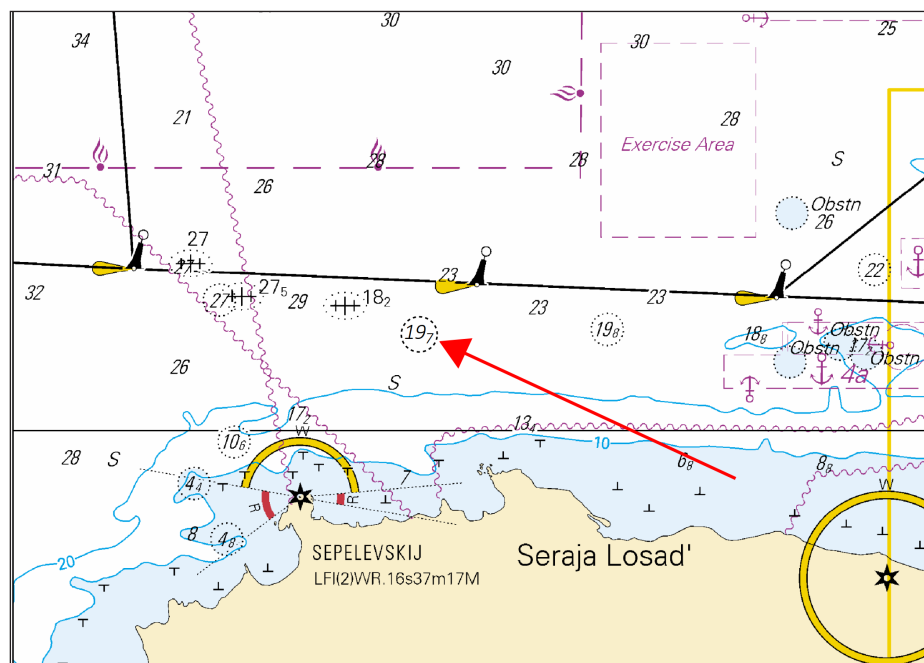 30
34
25
30
30
21
28
Exercise Area
28
28
S
31
26
Obstn
26
27
27
22
23
32
27
27₅
29
18₂
23
23
19₇
19₈
18₈
Obstn
Obstn
17₅
Obstn
4a
26
S
17₂
W
13₄
10₆
10
28
S
7
6₈
8₈
4₄
W
R
R
8
4₈
SEPELEVSKIJ
Seraja Losad'
20
LFl(2)WR.16s37m17M